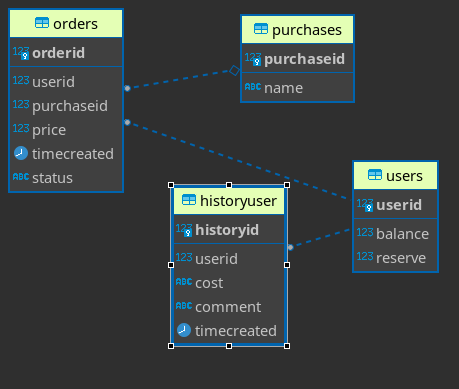 orders
123 orderid
123 userid
123 purchaseid
123 price
timecreated
ABC status
purchases
123 purchaseid
ABC name
users
123 userid
123 balance
123 reserve
historyuser
123 historyid
123 userid
ABC cost
ABC comment
timecreated